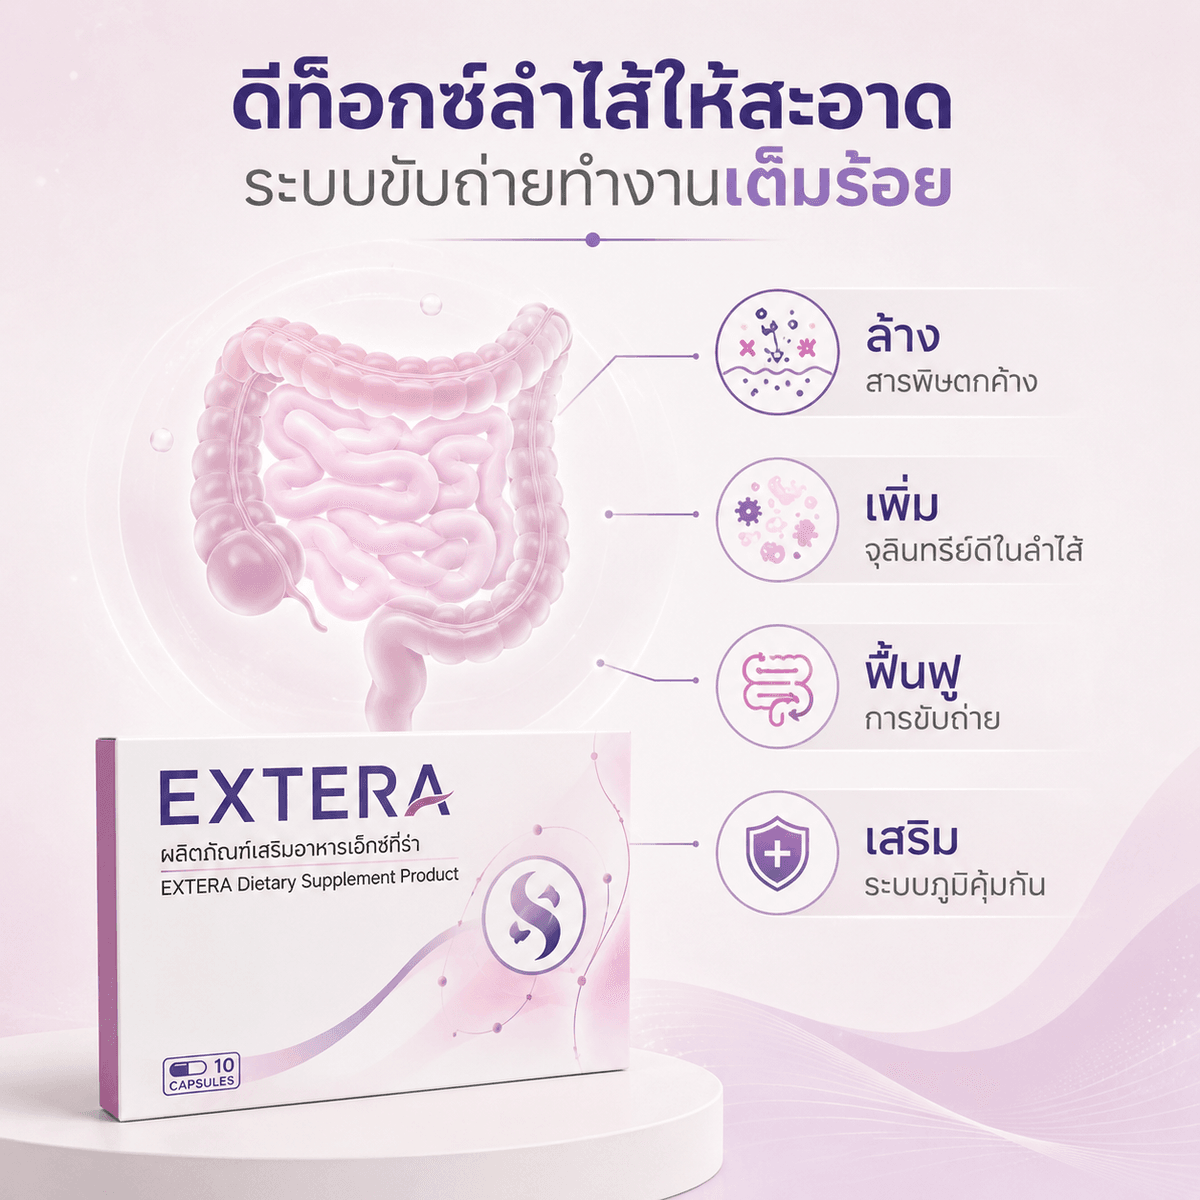 ดีท็อกซ์ลำไส้ให้สะอาด
ระบบขับถ่ายทำงานเต็มร้อย
ล้าง
สารพิษตกค้าง
เพิ่ม
จุลินทรีย์ดีในลำไส้
ฟื้นฟู
การขับถ่าย
เสริม
ระบบภูมิคุ้มกัน
EXTERA
ผลิตภัณฑ์เสริมอาหารเอ็กซ์ที่ร่า
EXTERA Dietary Supplement Product
10
CAPSULES